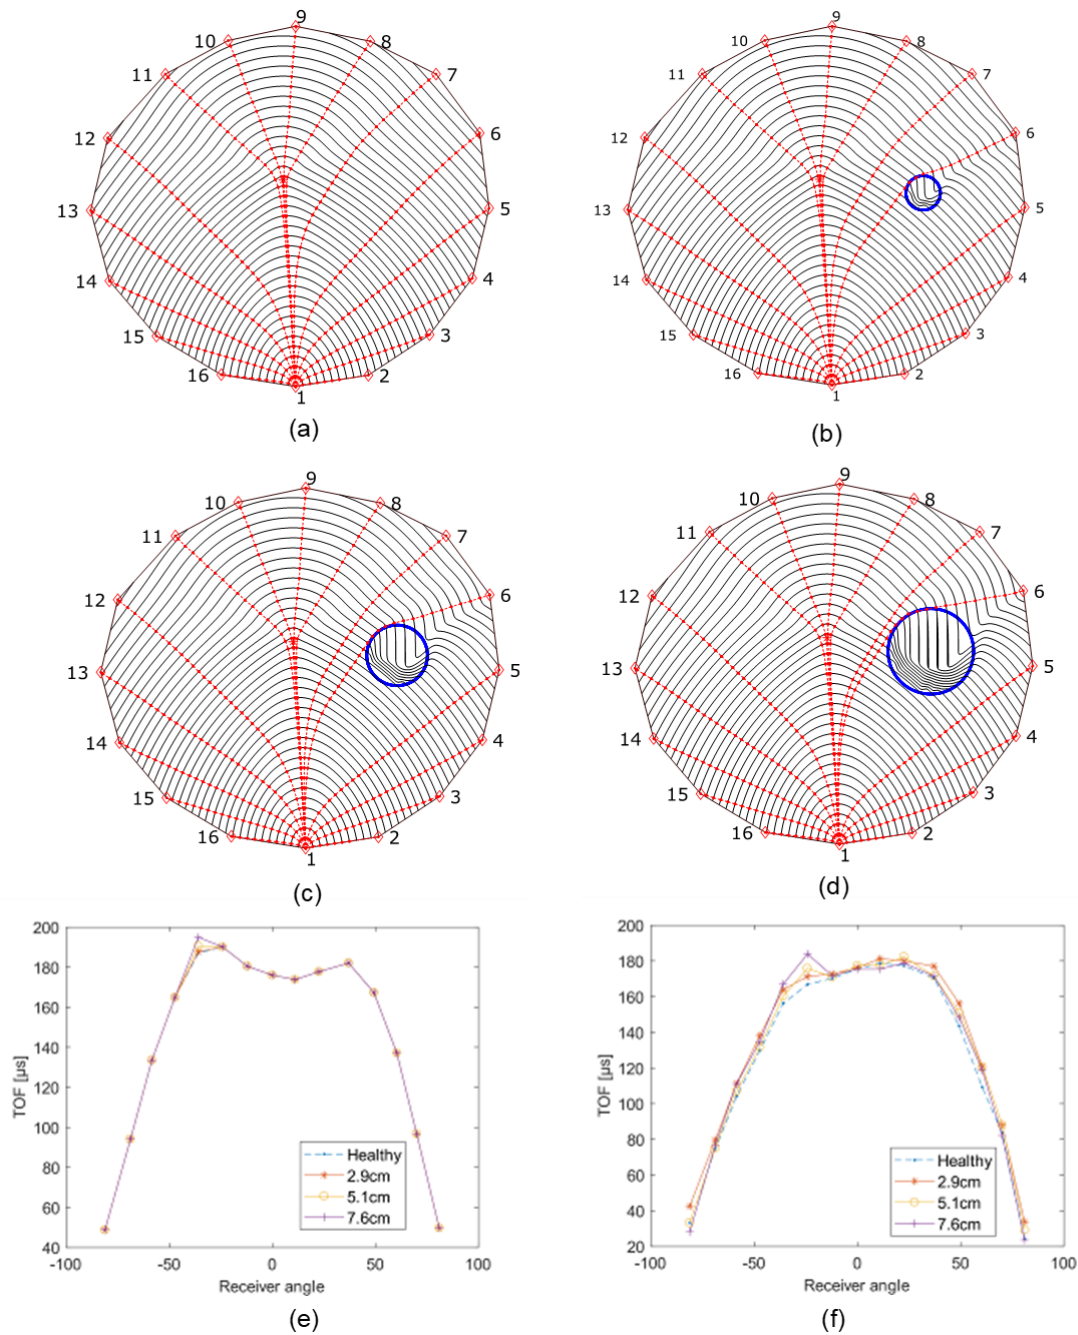 9
10 8
11 7
12 6
13 5
14 4
15 3
16 2
1
(a)
9
10 8
11 7
12 6
13 5
14 4
15 3
16 2
1
(b)
9
10 8
11 7
12 6
13 5
14 4
15 3
16 2
1
(c)
9
10 8
11 7
12 6
13 5
14 4
15 3
16 2
1
(d)
200
180
160
140
120
100
80
60
40
TOF [µs]
Healthy
2.9cm
5.1cm
7.6cm
-100 -50 0 50 100
Receiver angle
(e)
200
180
160
140
120
100
80
60
40
20
TOF [µs]
Healthy
2.9cm
5.1cm
7.6cm
-100 -50 0 50 100
Receiver angle
(f)